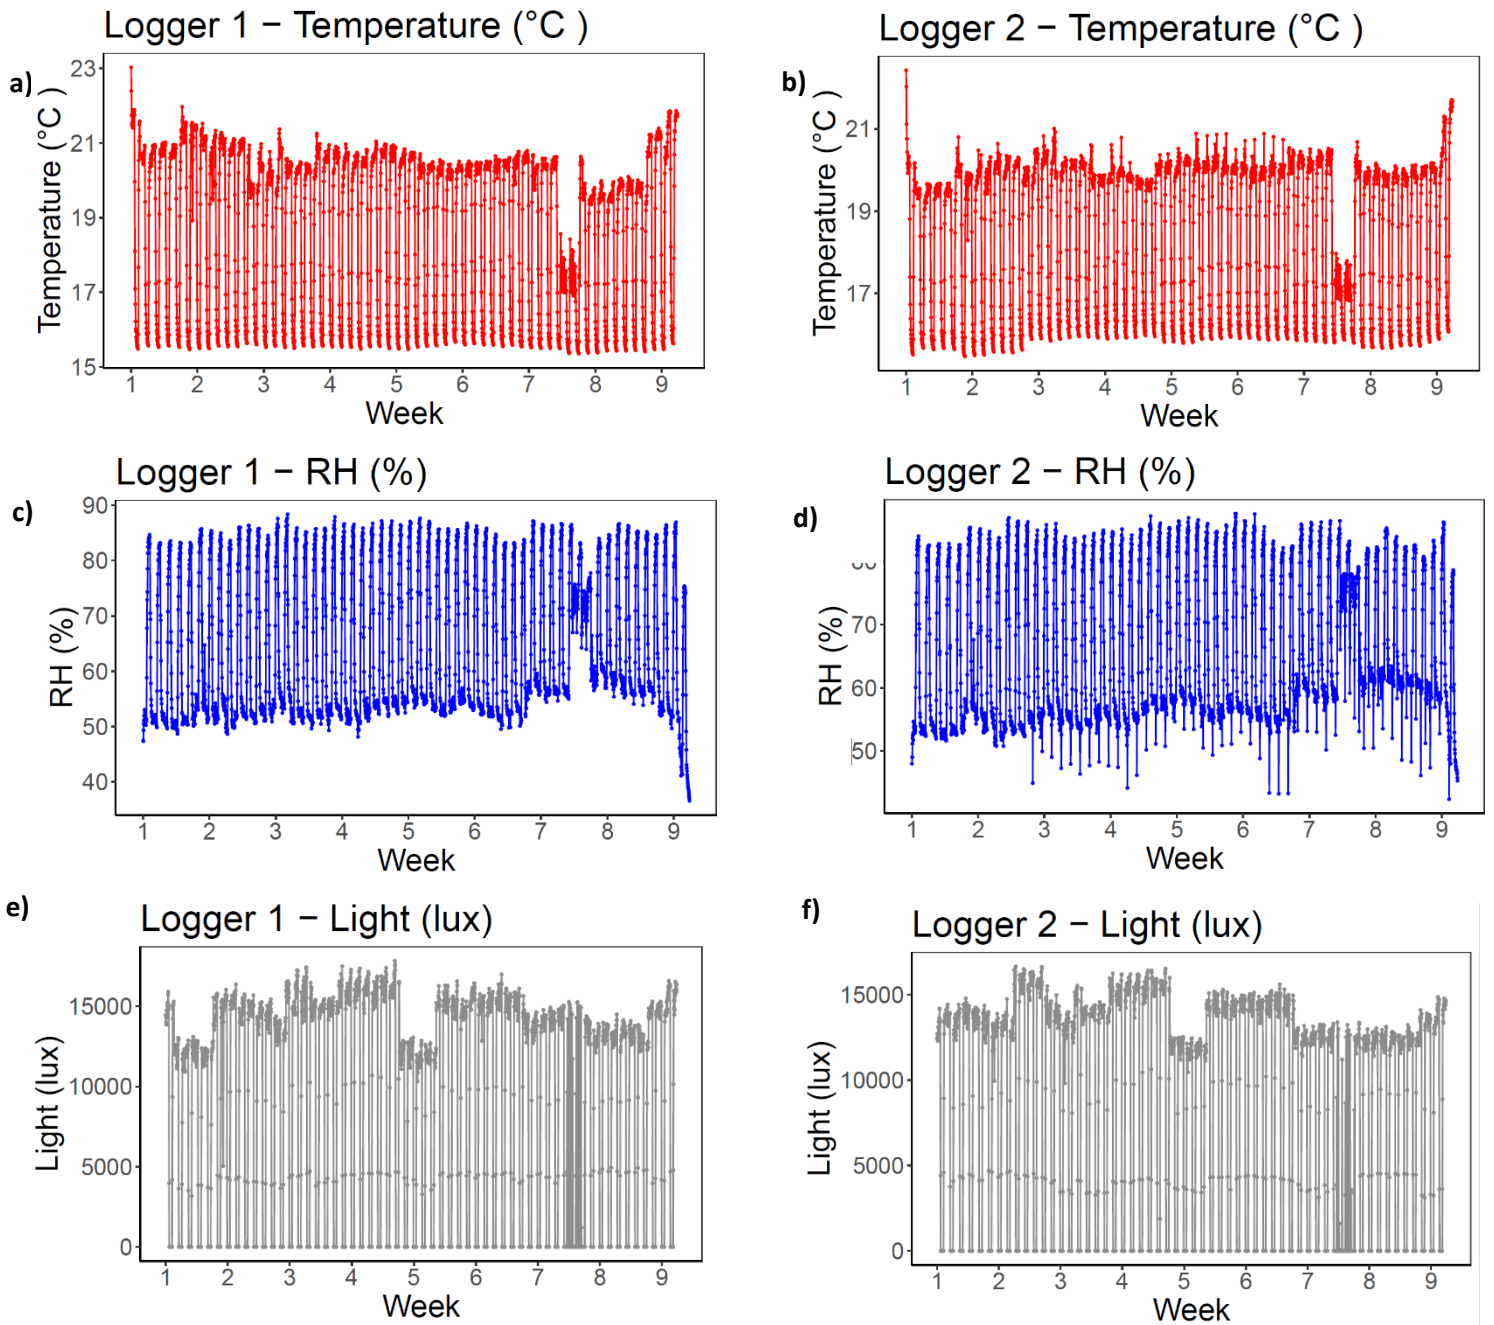 Logger 1 − Temperature (°C )
a)
Temperature (°C )
23
21
19
17
15
1 2 3 4 5 6 7 8 9
Week
Logger 2 − Temperature (°C )
b)
Temperature (°C )
21
19
17
1 2 3 4 5 6 7 8 9
Week
Logger 1 − RH (%)
c)
RH (%)
90
80
70
60
50
40
1 2 3 4 5 6 7 8 9
Week
Logger 2 − RH (%)
d)
RH (%)
80
70
60
50
1 2 3 4 5 6 7 8 9
Week
Logger 1 − Light (lux)
e)
Light (lux)
15000
10000
5000
0
1 2 3 4 5 6 7 8 9
Week
Logger 2 − Light (lux)
f)
Light (lux)
15000
10000
5000
0
1 2 3 4 5 6 7 8 9
Week